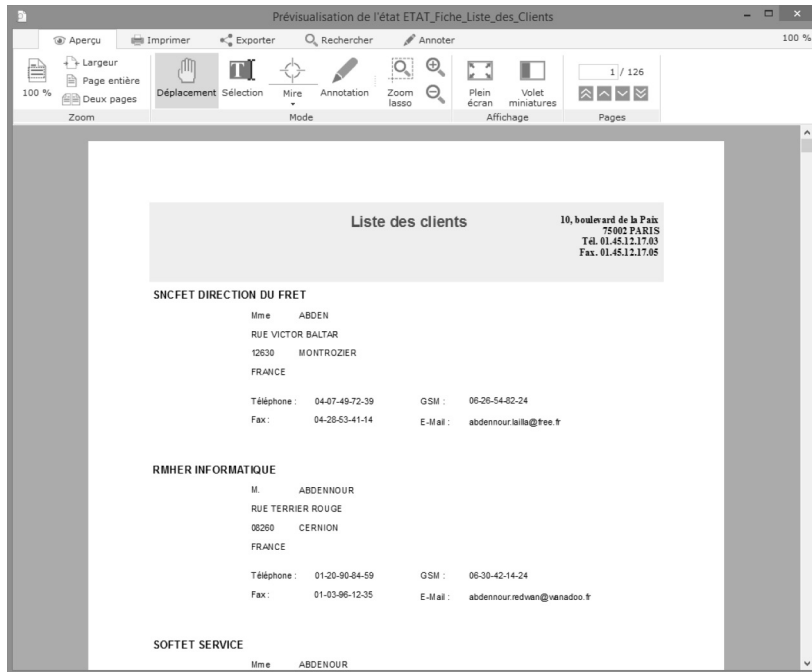 Prévisualisation de l'état ETAT_Fiche_Liste_des_Clients
Aperçu Imprimer Exporter Rechercher Annoter 100 %
100 % Largeur
Page entière
Deux pages
Déplacement Sélection Mire Annotation Zoom lasso
Plein écran Volet miniatures
1 / 126
Zoom Mode Affichage Pages
Liste des clients
10, boulevard de la Paix
75002 PARIS
Tél. 01.45.12.17.03
Fax. 01.45.12.17.05
SNCFET DIRECTION DU FRET
Mme ABDEN
RUE VICTOR BALTAR
12630 MONTROZIER
FRANCE
Téléphone : 04-07-49-72-39 GSM : 06-26-54-82-24
Fax : 04-28-53-41-14 E-Mail : abdennour.lailla@free.fr
RMHER INFORMATIQUE
M. ABDENNOUR
RUE TERRIER ROUGE
08260 CERNION
FRANCE
Téléphone : 01-20-90-84-59 GSM : 06-30-42-14-24
Fax : 01-03-96-12-35 E-Mail : abdennour.redwan@wanadoo.fr
SOFTET SERVICE
Mme ABDENOUR